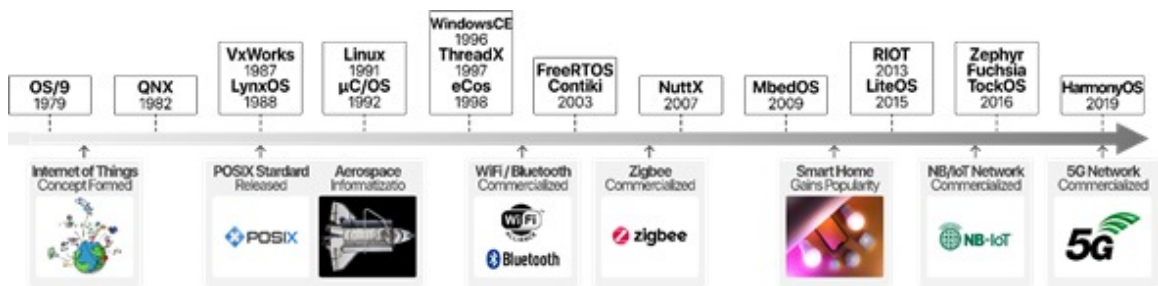 OS/9
1979
QNX
1982
VxWorks
1987
LynxOS
1988
Linux
1991
µC/OS
1992
WindowsCE
1996
ThreadX
1997
eCos
1998
FreeRTOS
Contiki
2003
NuttX
2007
MbedOS
2009
RIOT
2013
LiteOS
2015
Zephyr
Fuchsia
TockOS
2016
HarmonyOS
2019
Internet of Things
Concept Formed
POSIX Stardard
Released
POSIX
Aerospace
Informatizatio
WiFi / Bluetooth
Commercialized
Wi Fi
Bluetooth
Zigbee
Commercialized
zigbee
Smart Home
Gains Popularity
NB/IoT Network
Commercialized
NB-IoT
5G Network
Commercialized
5G